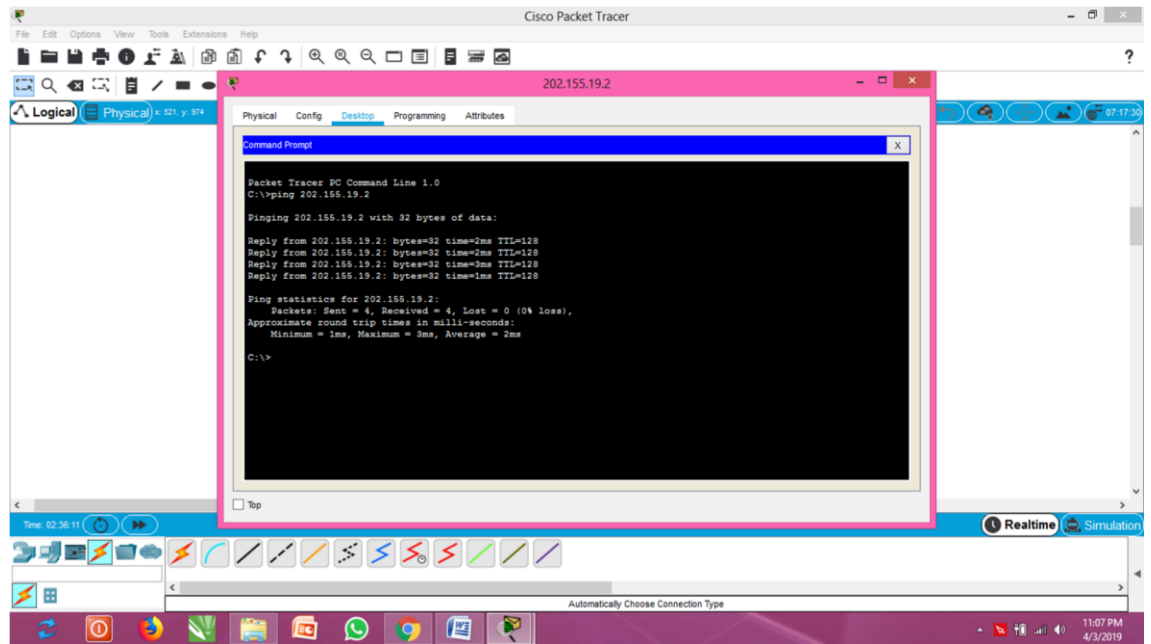 Cisco Packet Tracer
File Edit Options View Tools Extensions Help
?
202.155.19.2
Logical
Physical
x: 521, y: 974
07:17:30
Physical Config Desktop Programming Attributes
Command Prompt
X
Packet Tracer PC Command Line 1.0
C:\>ping 202.155.19.2
Pinging 202.155.19.2 with 32 bytes of data:
Reply from 202.155.19.2: bytes=32 time=2ms TTL=128
Reply from 202.155.19.2: bytes=32 time=2ms TTL=128
Reply from 202.155.19.2: bytes=32 time=3ms TTL=128
Reply from 202.155.19.2: bytes=32 time=1ms TTL=128
Ping statistics for 202.155.19.2:
Packets: Sent = 4, Received = 4, Lost = 0 (0% loss),
Approximate round trip times in milli-seconds:
Minimum = 1ms, Maximum = 3ms, Average = 2ms
C:\>
Top
Time: 02:36:11
Realtime
Simulation
Automatically Choose Connection Type
11:07 PM
4/3/2019